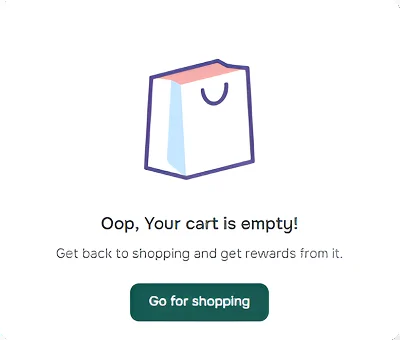 Oop, Your cart is empty!
Get back to shopping and get rewards from it.
Go for shopping